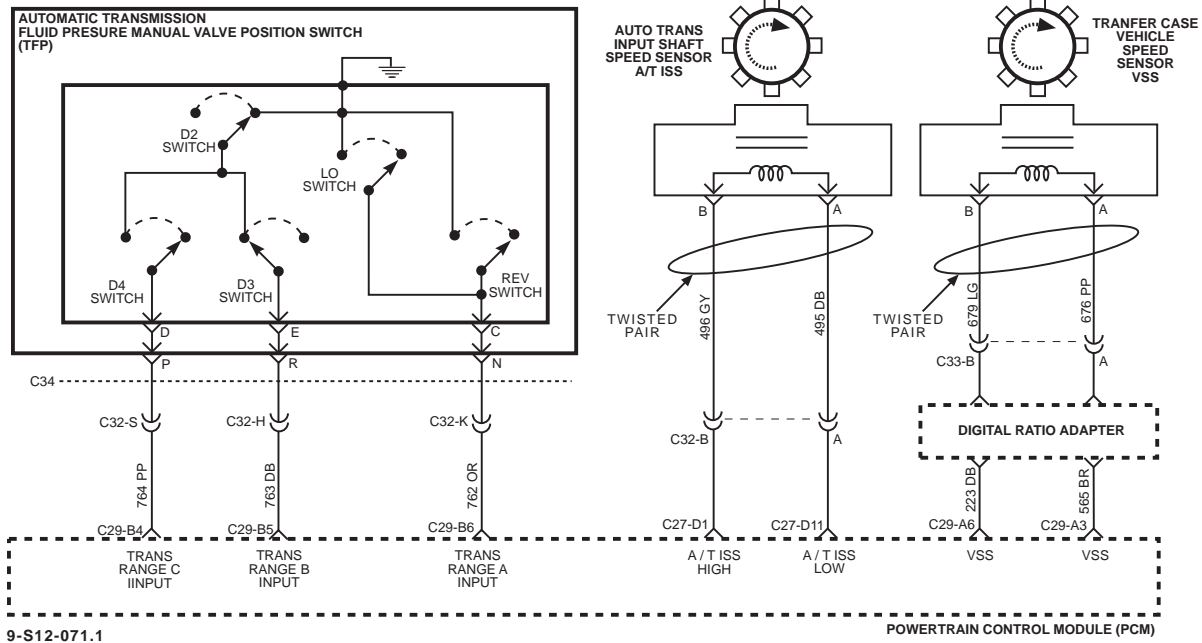 AUTOMATIC TRANSMISSION
FLUID PRESURE MANUAL VALVE POSITION SWITCH
(TFP)
D2
SWITCH
LO
SWITCH
D4
SWITCH
D3
SWITCH
REV
SWITCH
D
E
C
P
R
N
C34
C32-S
C32-H
C32-K
764 PP
763 DB
762 OR
C29-B4
C29-B5
C29-B6
TRANS
RANGE C
IINPUT
TRANS
RANGE B
INPUT
TRANS
RANGE A
INPUT
AUTO TRANS
INPUT SHAFT
SPEED SENSOR
A/T ISS
B
A
TWISTED
PAIR
496 GY
495 DB
C32-B
A
C27-D1
C27-D11
A / T ISS
HIGH
A / T ISS
LOW
TRANFER CASE
VEHICLE
SPEED
SENSOR
VSS
B
A
TWISTED
PAIR
679 LG
676 PP
C33-B
A
DIGITAL RATIO ADAPTER
223 DB
565 BR
C29-A6
C29-A3
VSS
VSS
POWERTRAIN CONTROL MODULE (PCM)
9-S12-071.1